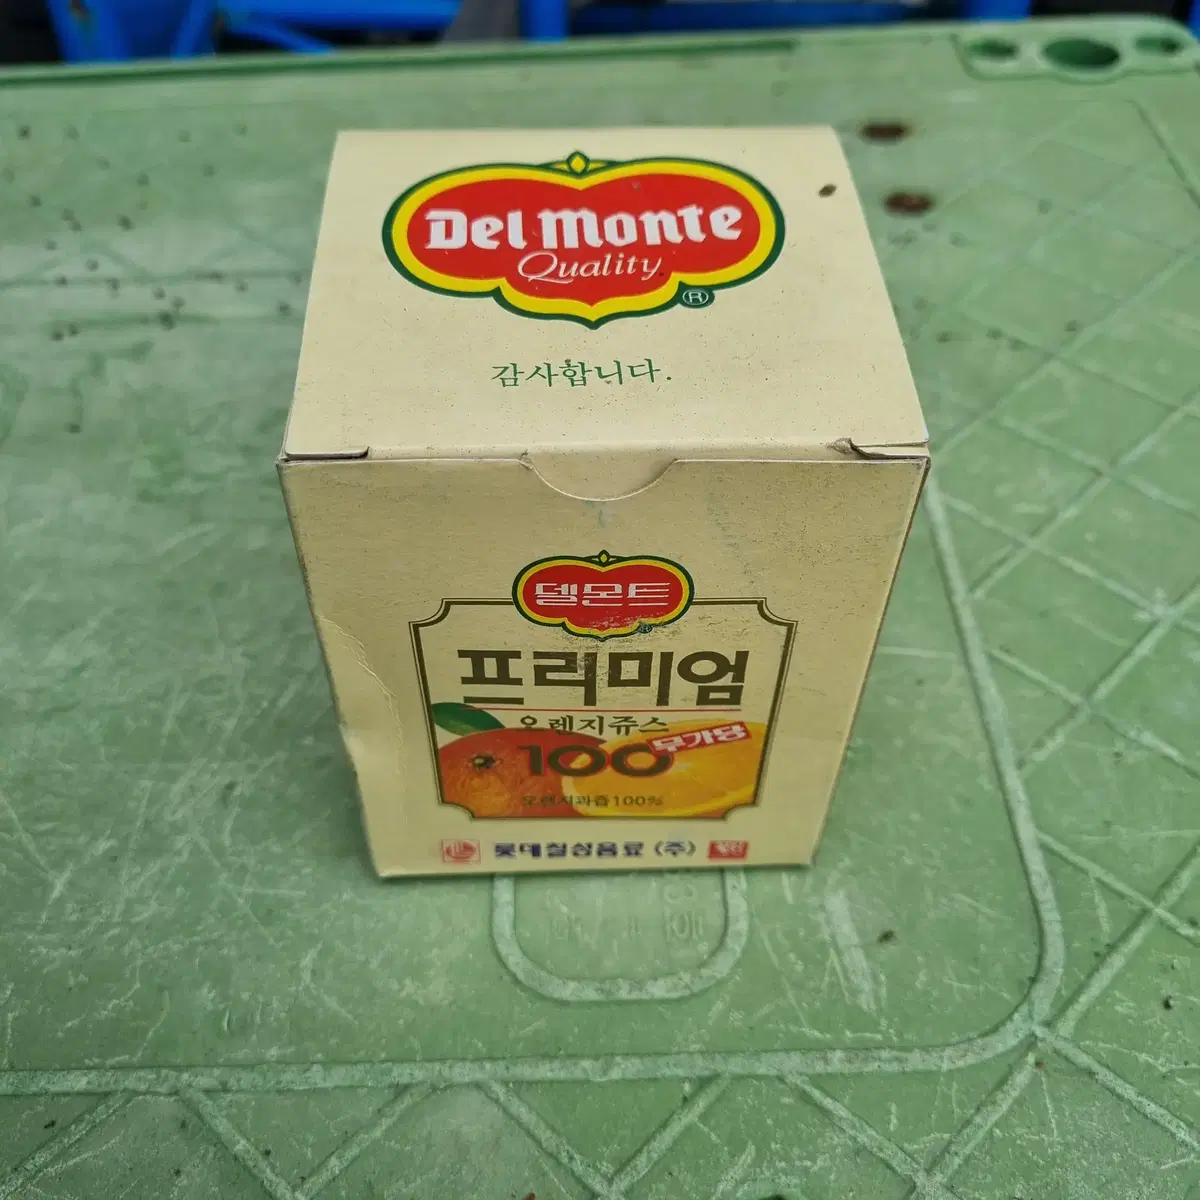 Del Monte
Quality
®
감사합니다.
델몬트
프리미엄
오렌지쥬스
100 무가당
오렌지과즙100%
롯데칠성음료 (주)